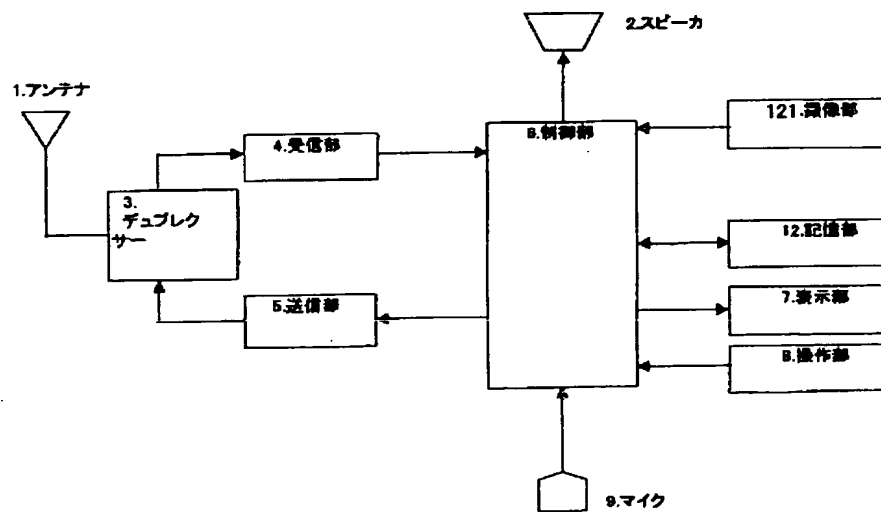 2.スピーカ
1.アンテナ
121.撮像部
6.制御部
4.受信部
3.
デュプレク
サー
12.記憶部
7.表示部
5.送信部
8.操作部
9.マイク